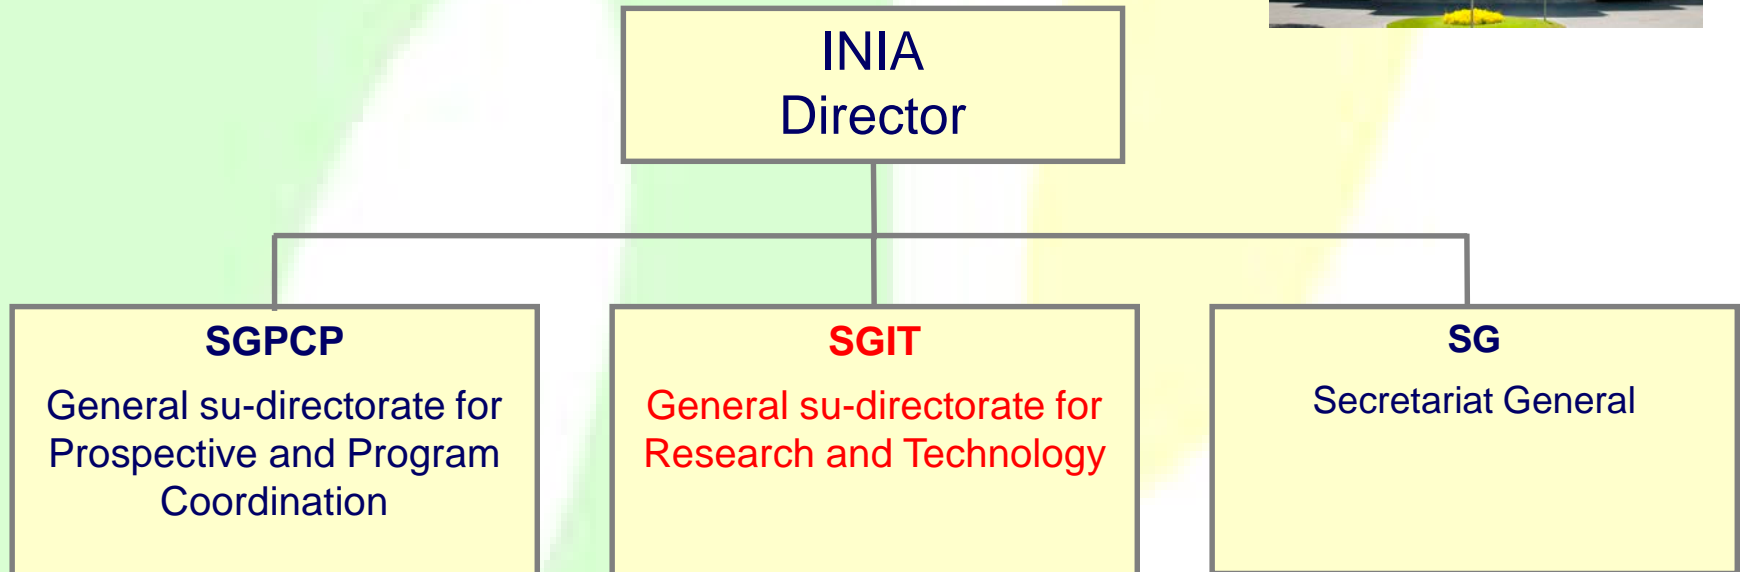 INIA
Director
SGPCP
General su-directorate for
Prospective and Program
Coordination
SGIT
General su-directorate for
Research and Technology
SG
Secretariat General